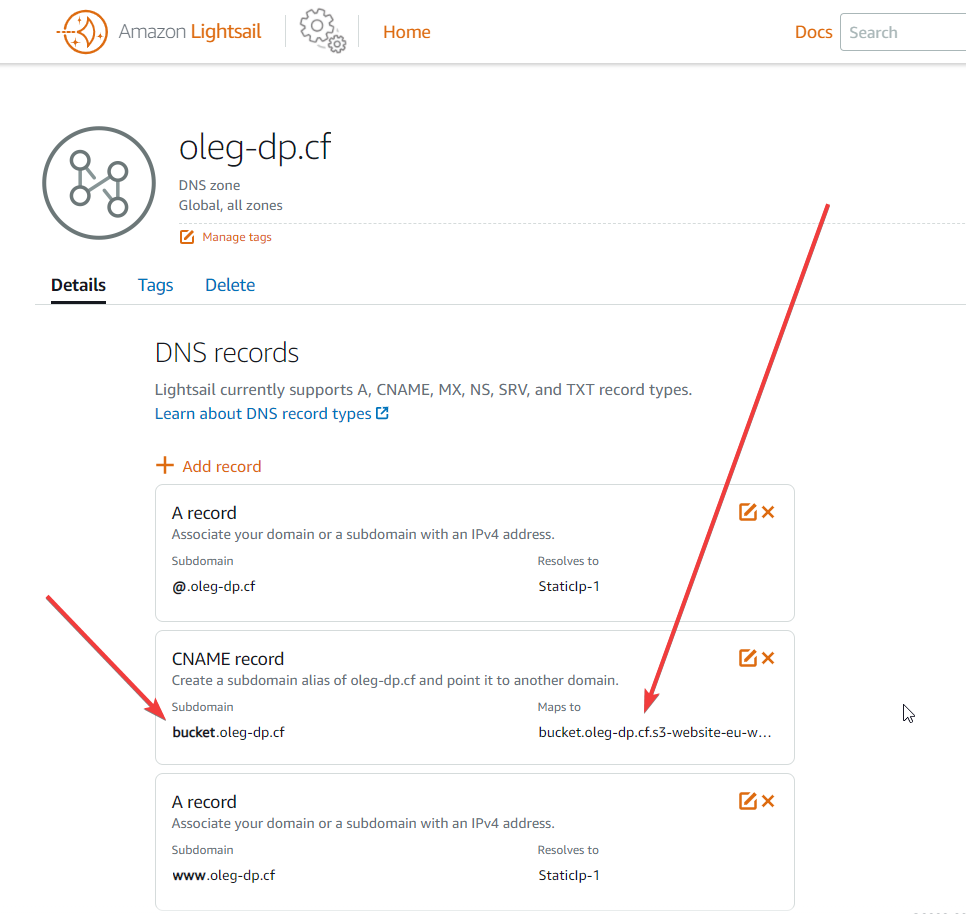 Amazon Lightsail
Home
Docs
Search
oleg-dp.cf
DNS zone
Global, all zones
Manage tags
Details Tags Delete
DNS records
Lightsail currently supports A, CNAME, MX, NS, SRV, and TXT record types.
Learn about DNS record types
+ Add record
A record
Associate your domain or a subdomain with an IPv4 address.
Subdomain Resolves to
@.oleg-dp.cf StaticIp-1
CNAME record
Create a subdomain alias of oleg-dp.cf and point it to another domain.
Subdomain Maps to
bucket.oleg-dp.cf bucket.oleg-dp.cf.s3-website-eu-w...
A record
Associate your domain or a subdomain with an IPv4 address.
Subdomain Resolves to
www.oleg-dp.cf StaticIp-1